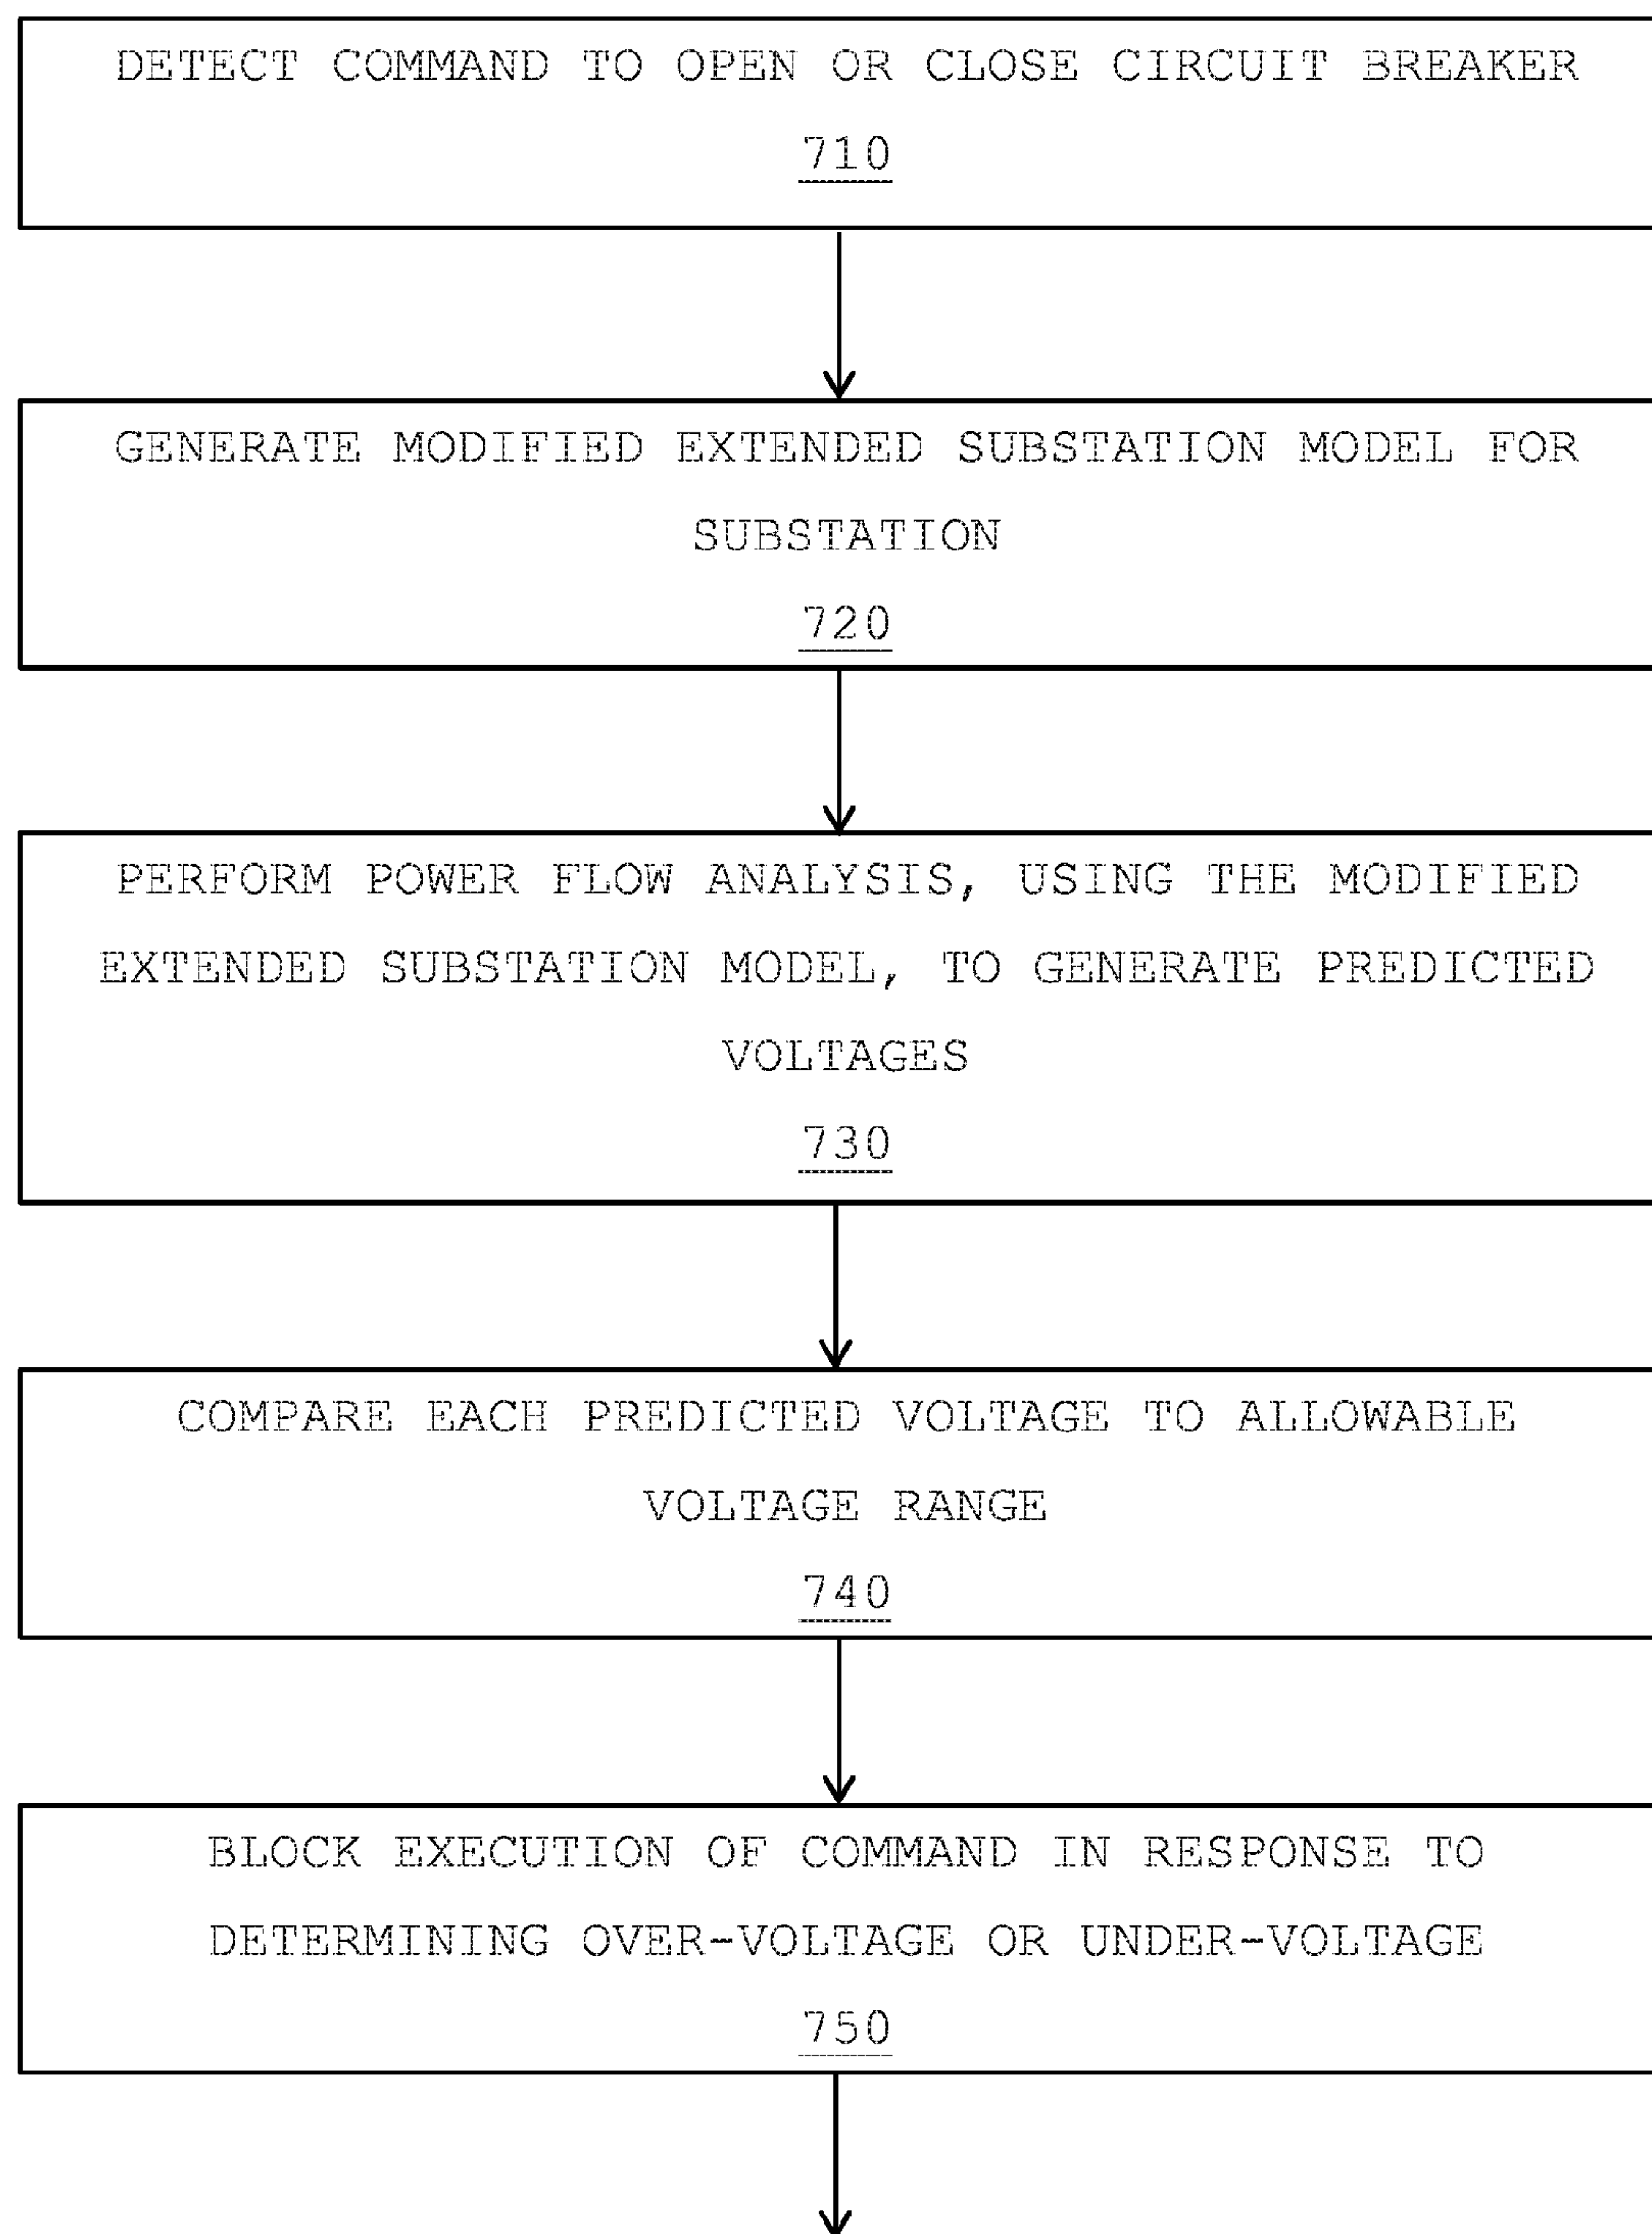 DETECT COMMAND TO OPEN OR CLOSE CIRCUIT BREAKER
710
GENERATE MODIFIED EXTENDED SUBSTATION MODEL FOR
SUBSTATION
720
PERFORM POWER FLOW ANALYSIS, USING THE MODIFIED
EXTENDED SUBSTATION MODEL, TO GENERATE PREDICTED
VOLTAGES
730
COMPARE EACH PREDICTED VOLTAGE TO ALLOWABLE
VOLTAGE RANGE
740
BLOCK EXECUTION OF COMMAND IN RESPONSE TO
DETERMINING OVER-VOLTAGE OR UNDER-VOLTAGE
750